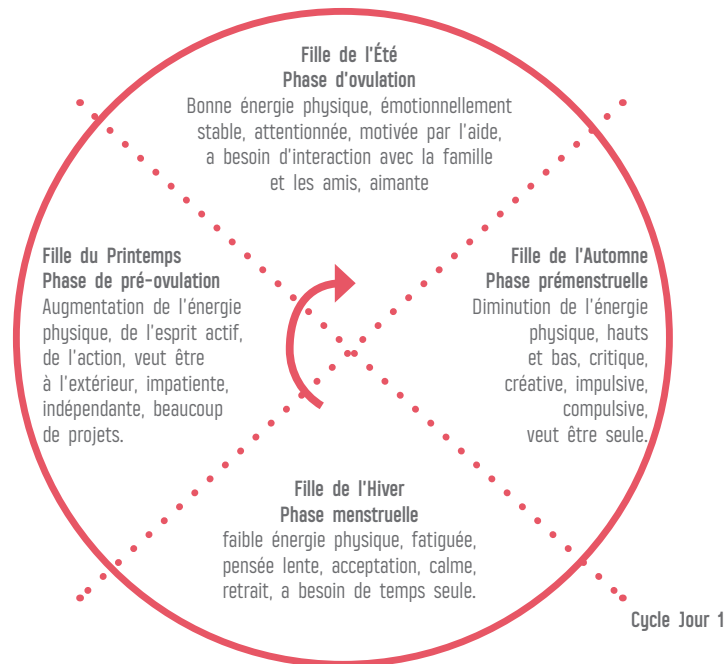 Fille de l'Été
Phase d'ovulation
Bonne énergie physique, émotionnellement
stable, attentionnée, motivée par l'aide,
a besoin d'interaction avec la famille
et les amis, aimante
Fille du Printemps
Phase de pré-ovulation
Augmentation de l'énergie
physique, de l'esprit actif,
de l'action, veut être
à l'extérieur, impatiente,
indépendante, beaucoup
de projets.
Fille de l'Automne
Phase prémenstruelle
Diminution de l'énergie
physique, hauts
et bas, critique,
créative, impulsive,
compulsive,
veut être seule.
Fille de l'Hiver
Phase menstruelle
faible énergie physique, fatiguée,
pensée lente, acceptation, calme,
retrait, a besoin de temps seule.
Cycle Jour 1